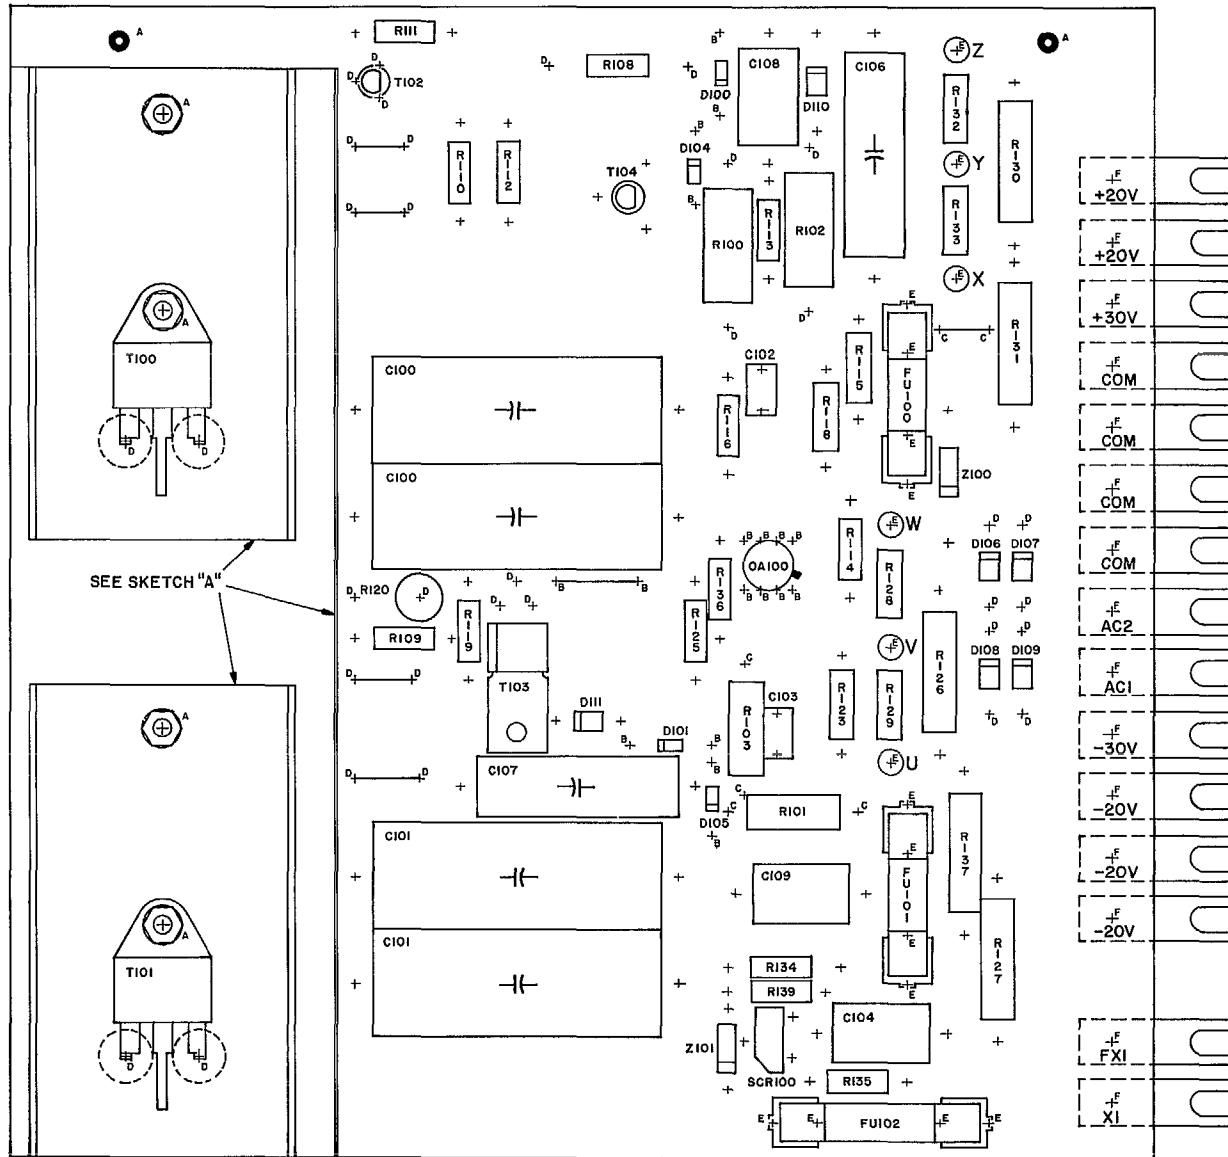 A
R111
A
D
D
T102
D
D
R108
D
B
D100
B
C108
D110
D
C106
E
Z
R132
R130
A
D
D
D
D
R110
R112
T104
B
D104
B
D
R100
D
R113
R102
D
E
Y
R133
E
X
F
+20V
F
+20V
F
+30V
F
COM
F
COM
F
COM
F
COM
F
AC2
F
AC1
F
-30V
F
-20V
F
-20V
F
-20V
F
FX1
F
X1
A
T100
D
D
C100
C100
C102
R116
R118
R115
E
E
FU100
E
E
C
C
R131
Z100
SEE SKETCH "A"
D
R120
D
R109
R119
D
D
D
B
B
R136
R125
B
B
B
B
OA100
B
B
B
B
R114
E
W
R128
D
D
D106
D107
D
D
D
D
D108
D109
D
D
E
V
R129
R126
E
U
D
D
T103
D111
B
D101
B
B
C
R103
C103
R123
A
D
D
C107
D105
B
C
C
R101
C
E
E
FU101
E
E
R137
R127
C101
C101
C109
A
T101
D
D
R134
R139
Z101
SCR100
C104
R135
E
E
FU102
E
E